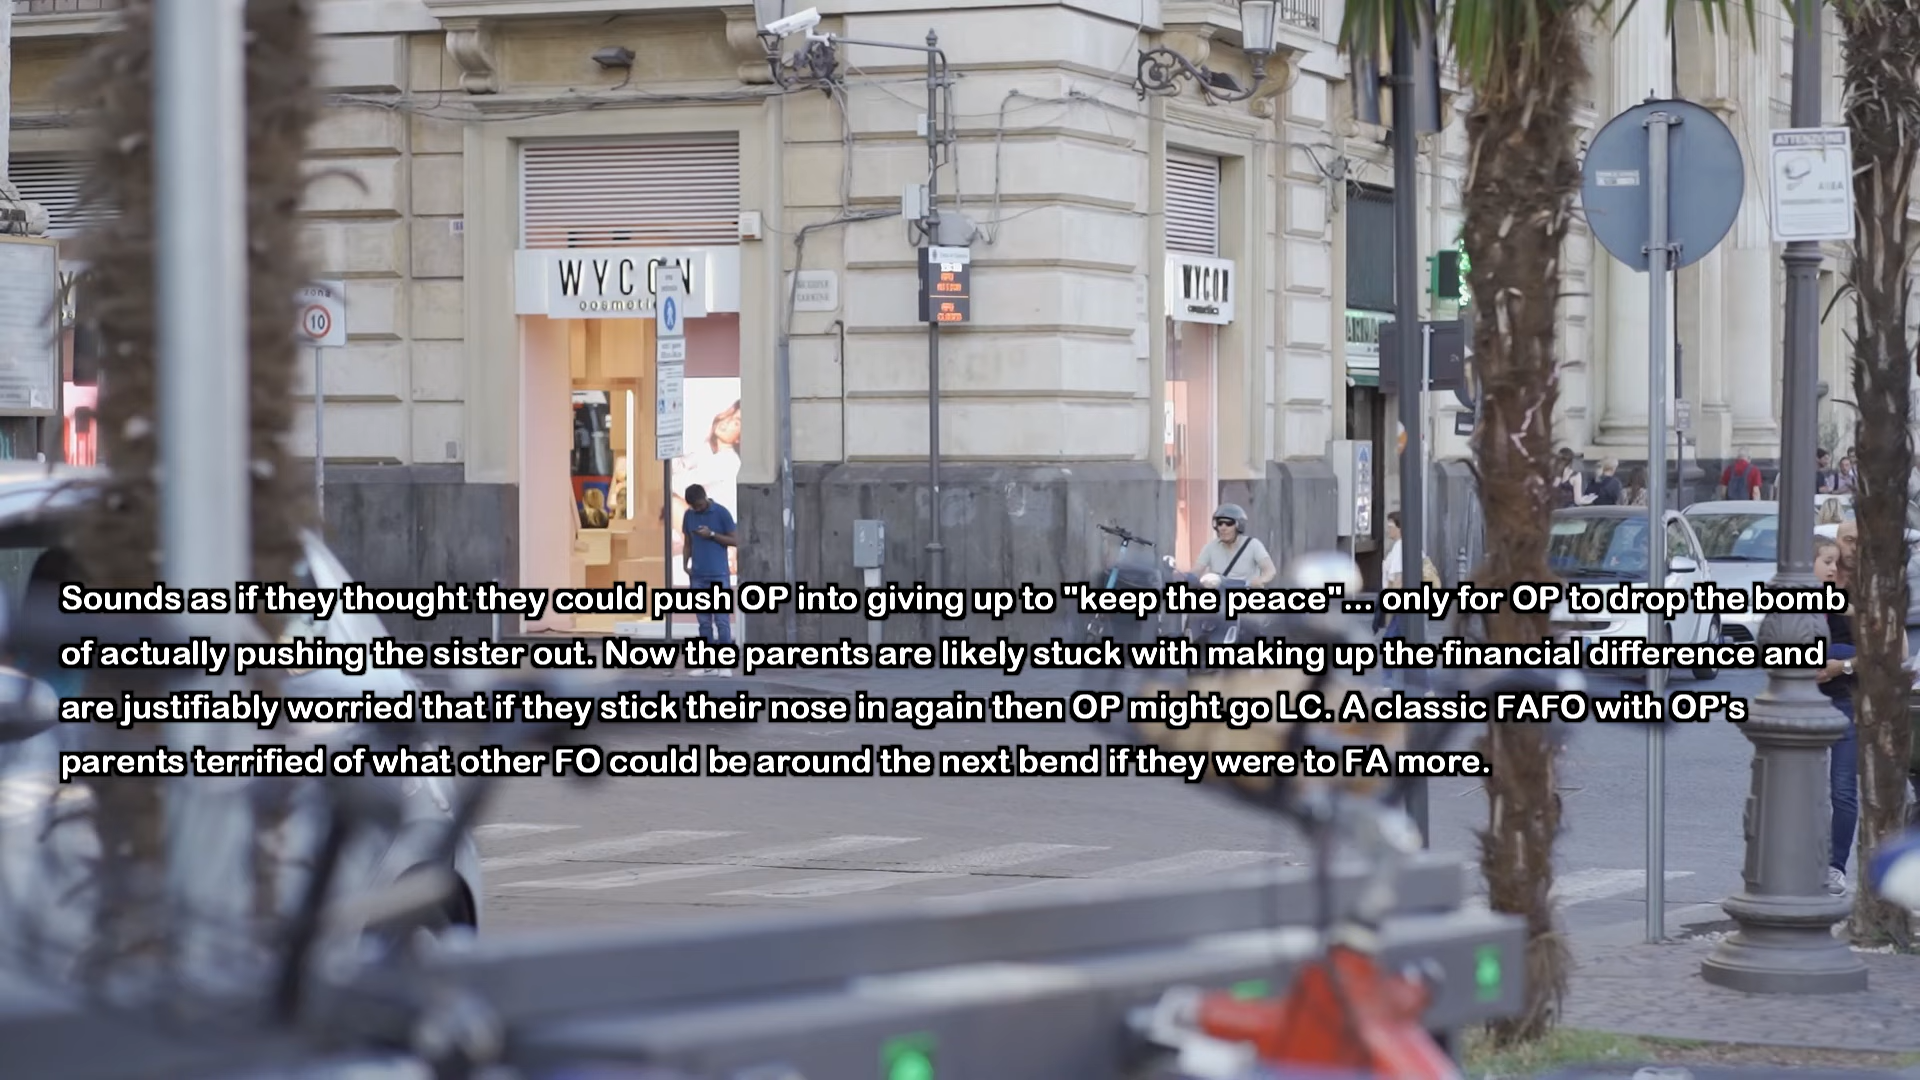 WYCON
cosmetic
WYCON
cosmetics
zona
10
ATTENZIONE
AREA
Sounds as if they thought they could push OP into giving up to "keep the peace"... only for OP to drop the bomb
of actually pushing the sister out. Now the parents are likely stuck with making up the financial difference and
are justifiably worried that if they stick their nose in again then OP might go LC. A classic FAFO with OP's
parents terrified of what other FO could be around the next bend if they were to FA more.